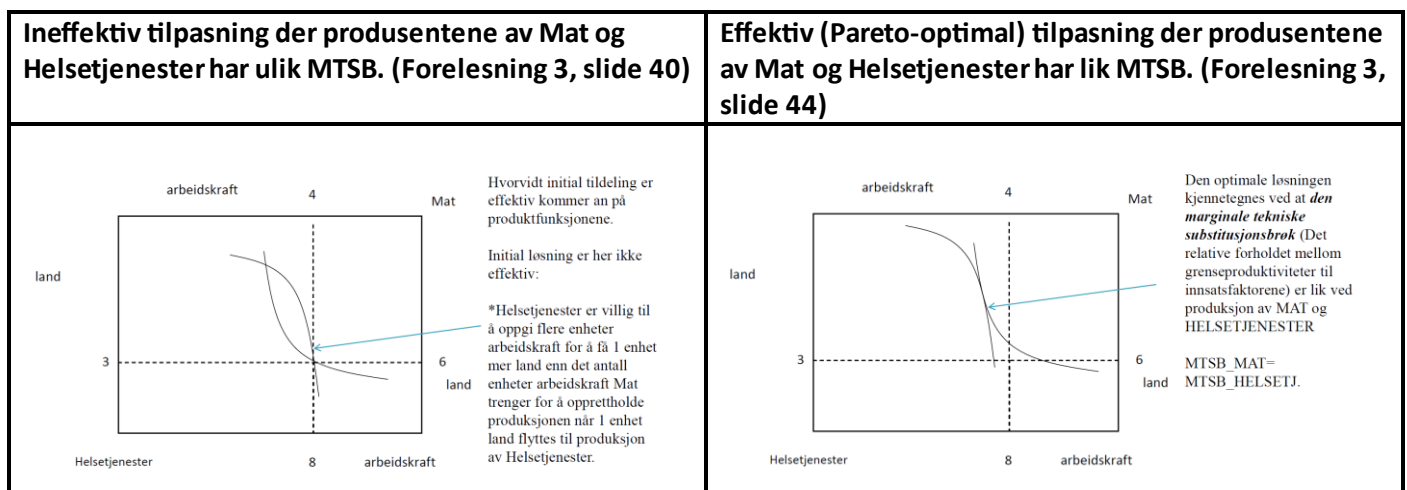 Ineffektiv tilpasning der produsentene av Mat og
Helsetjenester har ulik MTSB. (Forelesning 3, slide 40)
Effektiv (Pareto-optimal) tilpasning der produsentene
av Mat og Helsetjenester har lik MTSB. (Forelesning 3,
slide 44)
arbeidskraft
4
Mat
land
3
6
land
Helsetjenester
8
arbeidskraft
Hvorvidt initial tildeling er
effektiv kommer an på
produktfunksjonene.
Initial løsning er her ikke
effektiv:
*Helsetjenester er villig til
å oppgi flere enheter
arbeidskraft for å få 1 enhet
mer land enn det antall
enheter arbeidskraft Mat
trenger for å opprettholde
produksjonen når 1 enhet
land flyttes til produksjon
av Helsetjenester.
arbeidskraft
4
Mat
land
3
6
land
Helsetjenester
8
arbeidskraft
Den optimale løsningen
kjennetegnes ved at den
marginale tekniske
substitusjonsbrøk (Det
relative forholdet mellom
grenseproduktiviteter til
innsatsfaktorene) er lik ved
produksjon av MAT og
HELSETJENESTER
MTSB_MAT=
MTSB_HELSETJ.